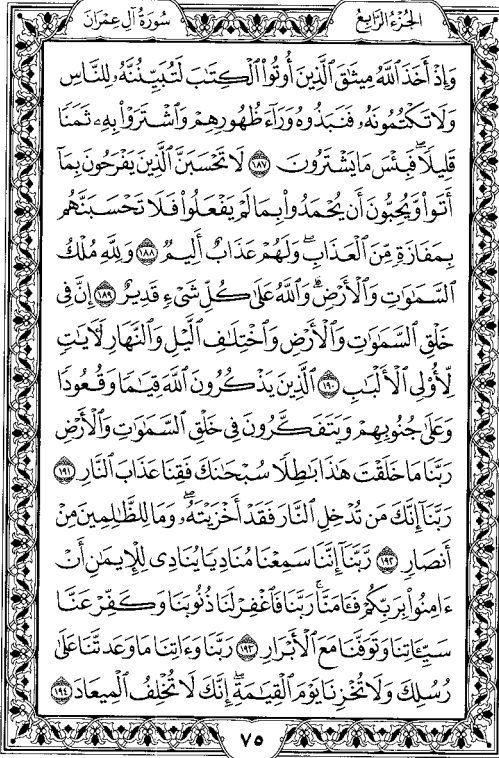 سُورَةُ آلِ عِمْرَانَ
الجُزْءُ الرَّابِعُ
وَإِذْ أَخَذَ ٱللَّهُ مِيثَٰقَ ٱلَّذِينَ أُوتُوا۟ ٱلْكِتَٰبَ لَتُبَيِّنُنَّهُۥ لِلنَّاسِ
وَلَا تَكْتُمُونَهُۥ فَنَبَذُوهُ وَرَآءَ ظُهُورِهِمْ وَٱشْتَرَوْا۟ بِهِۦ ثَمَنًا
قَلِيلًا ۖ فَبِئْسَ مَا يَشْتَرُونَ ١٨٧ لَا تَحْسَبَنَّ ٱلَّذِينَ يَفْرَحُونَ بِمَآ
أَتَوا۟ وَّيُحِبُّونَ أَن يُحْمَدُوا۟ بِمَا لَمْ يَفْعَلُوا۟ فَلَا تَحْسَبَنَّهُم
بِمَفَازَةٍ مِّنَ ٱلْعَذَابِ ۖ وَلَهُمْ عَذَابٌ أَلِيمٌ ١٨٨ وَلِلَّهِ مُلْكُ
ٱلسَّمَٰوَٰتِ وَٱلْأَرْضِ ۗ وَٱللَّهُ عَلَىٰ كُلِّ شَىْءٍ قَدِيرٌ ١٨٩ إِنَّ فِى
خَلْقِ ٱلسَّمَٰوَٰتِ وَٱلْأَرْضِ وَٱخْتِلَٰفِ ٱلَّيْلِ وَٱلنَّهَارِ لَءَايَٰتٍ
لِّأُو۟لِى ٱلْأَلْبَٰبِ ١٩٠ ٱلَّذِينَ يَذْكُرُونَ ٱللَّهَ قِيَٰمًا وَقُعُودًا
وَعَلَىٰ جُنُوبِهِمْ وَيَتَفَكَّرُونَ فِى خَلْقِ ٱلسَّمَٰوَٰتِ وَٱلْأَرْضِ
رَبَّنَا مَا خَلَقْتَ هَٰذَا بَٰطِلًا سُبْحَٰنَكَ فَقِنَا عَذَابَ ٱلنَّارِ ١٩١
رَبَّنَآ إِنَّكَ مَن تُدْخِلِ ٱلنَّارَ فَقَدْ أَخْزَيْتَهُۥ ۖ وَمَا لِلظَّٰلِمِينَ مِنْ
أَنصَارٍ ١٩٢ رَّبَّنَآ إِنَّنَا سَمِعْنَا مُنَادِيًا يُنَادِى لِلْإِيمَٰنِ أَنْ
ءَامِنُوا۟ بِرَبِّكُمْ فَـَٔامَنَّا ۚ رَبَّنَا فَٱغْفِرْ لَنَا ذُنُوبَنَا وَكَفِّرْ عَنَّا
سَيِّـَٔاتِنَا وَتَوَفَّنَا مَعَ ٱلْأَبْرَارِ ١٩٣ رَبَّنَا وَءَاتِنَا مَا وَعَدتَّنَا عَلَىٰ
رُسُلِكَ وَلَا تُخْزِنَا يَوْمَ ٱلْقِيَٰمَةِ ۗ إِنَّكَ لَا تُخْلِفُ ٱلْمِيعَادَ ١٩٤
٧٥